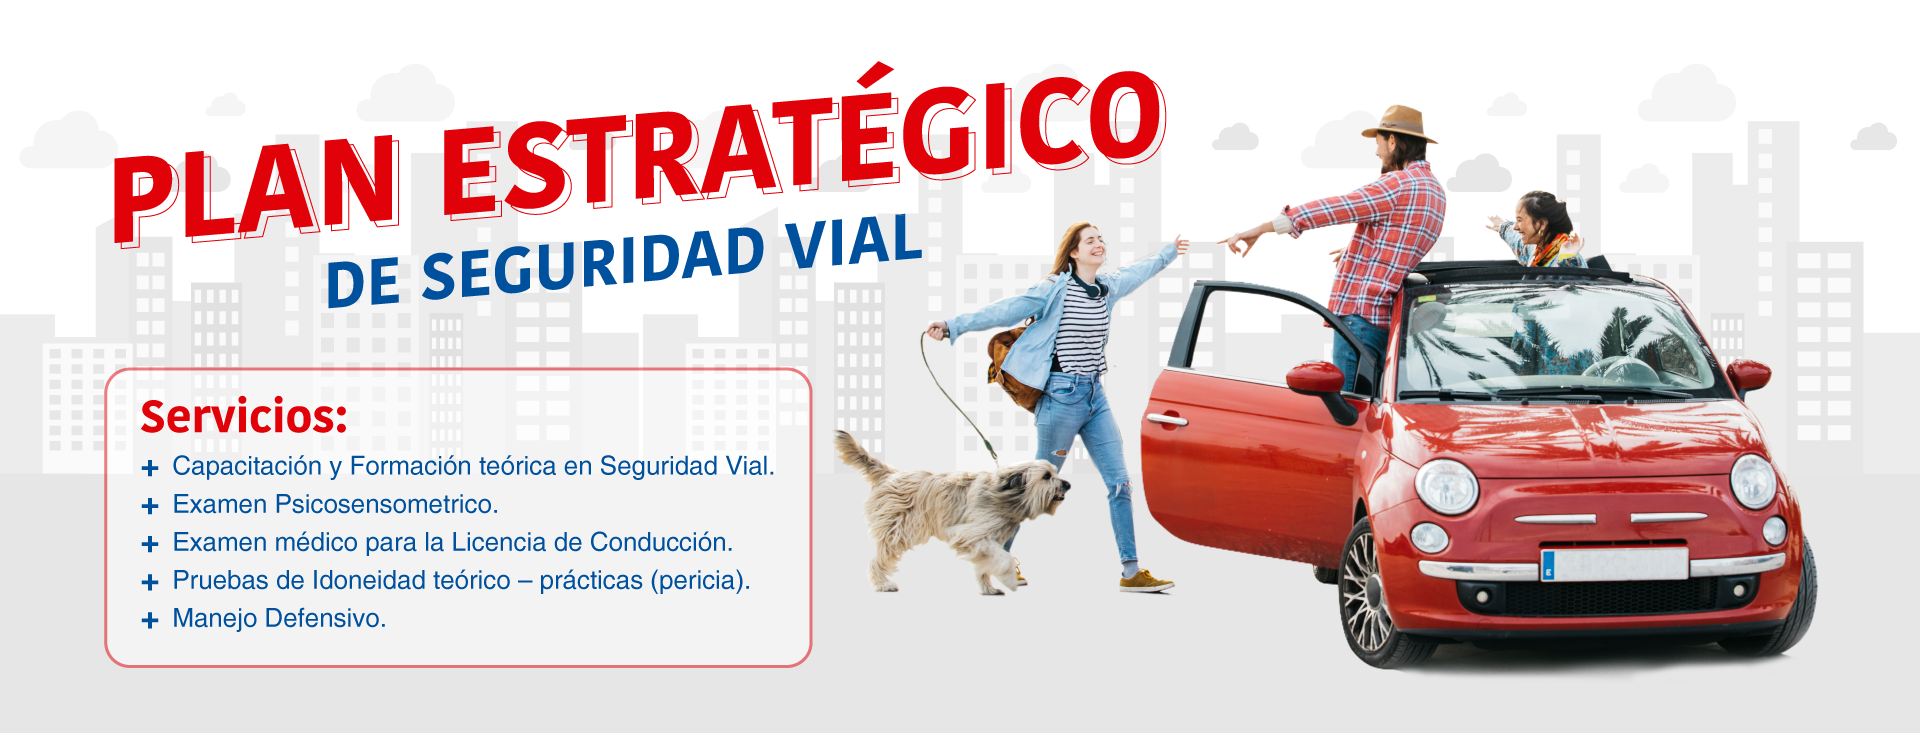 PLAN ESTRATÉGICO
DE SEGURIDAD VIAL
Servicios:
+ Capacitación y Formación teórica en Seguridad Vial.
+ Examen Psicosensometrico.
+ Examen médico para la Licencia de Conducción.
+ Pruebas de Idoneidad teórico – prácticas (pericia).
+ Manejo Defensivo.